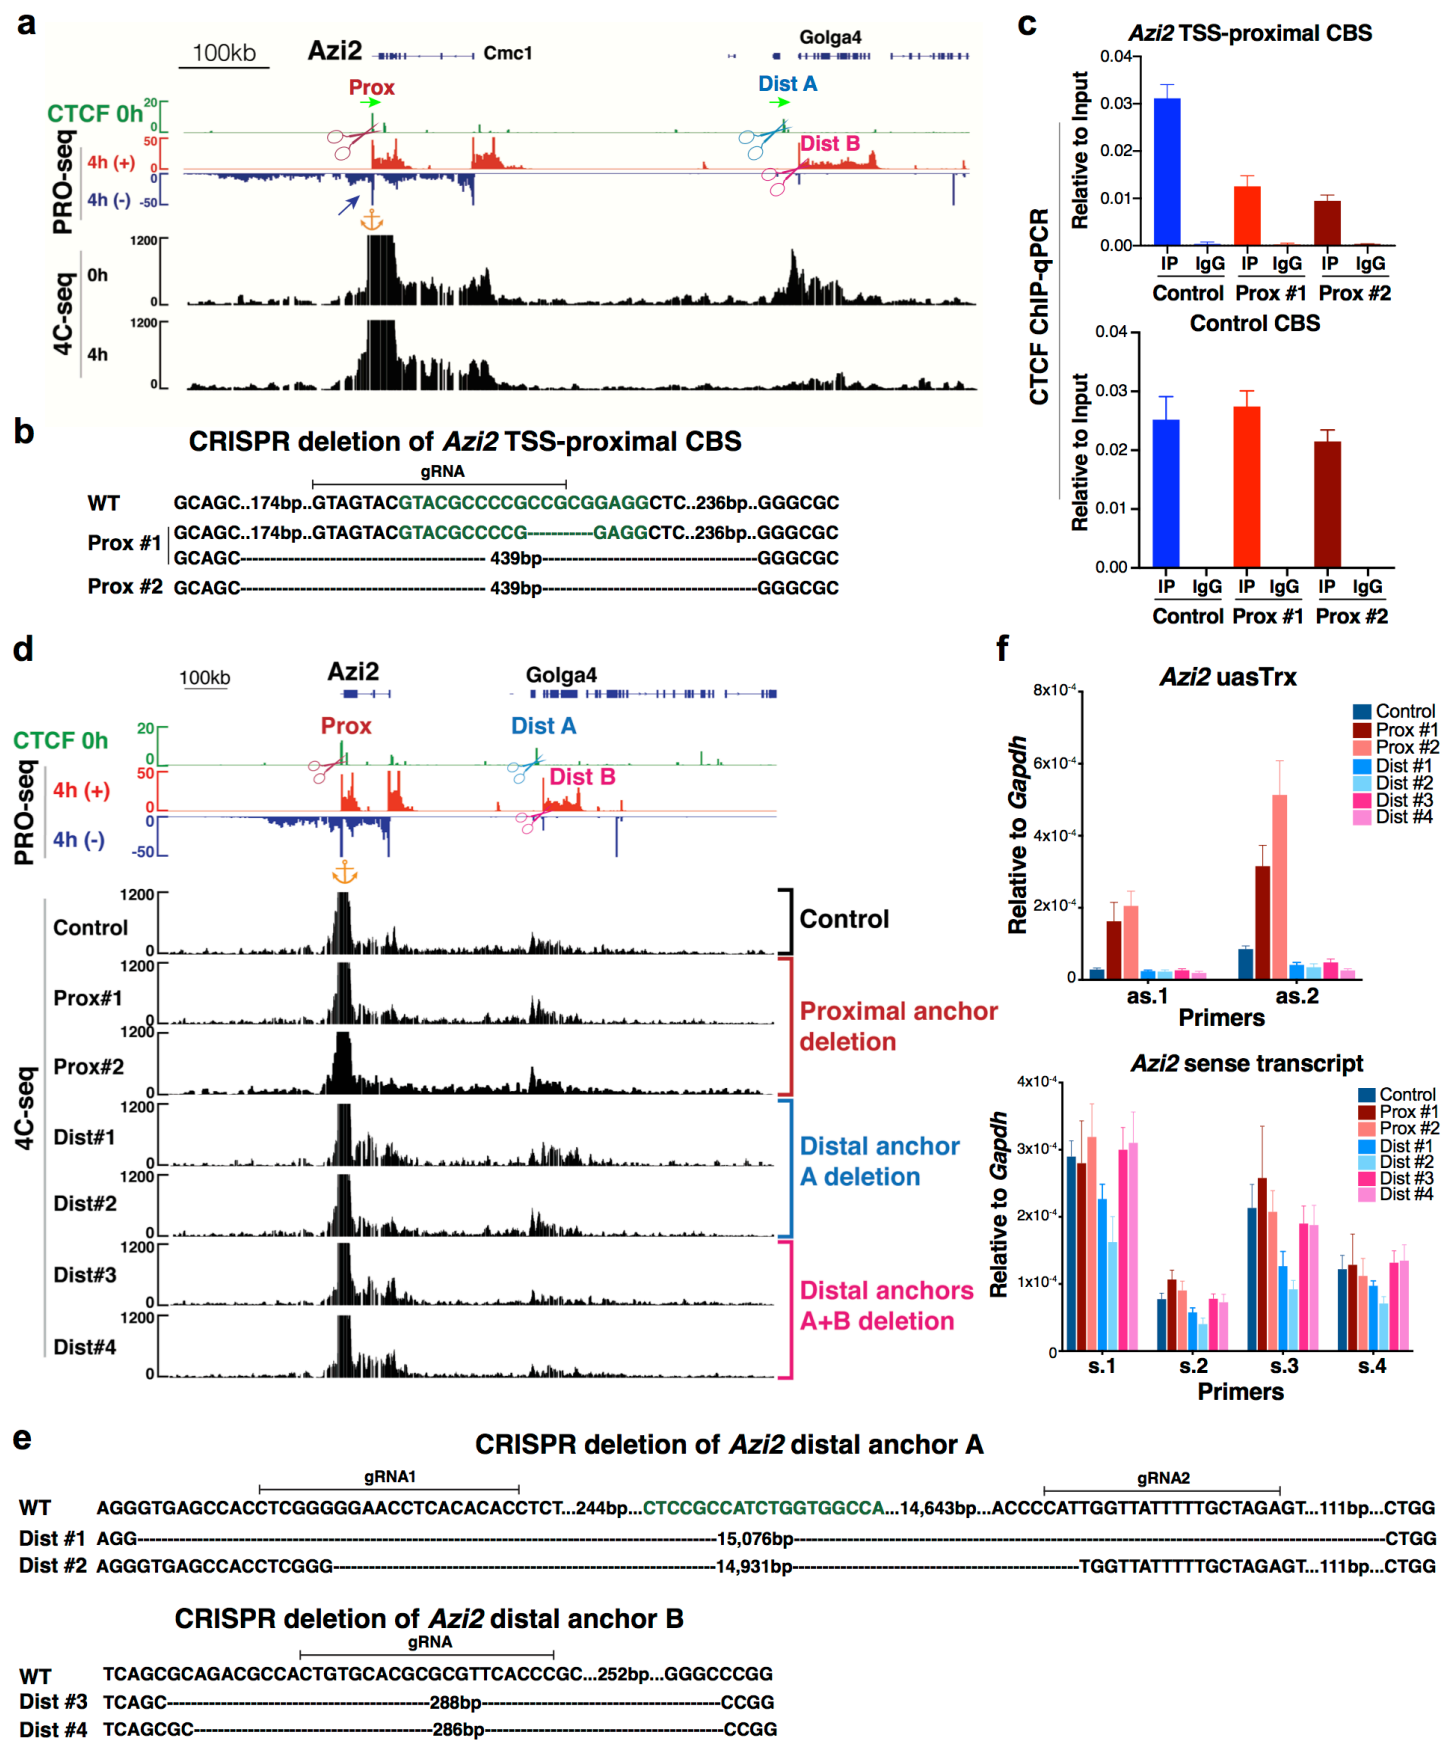 a
100kb
Azi2
Cmc1
Golga4
Prox
Dist A
CTCF 0h
20
0
PRO-seq
4h (+)
50
0
Dist B
4h (-)
0
-50
4C-seq
0h
1200
0
4h
1200
0
b
CRISPR deletion of Azi2 TSS-proximal CBS
gRNA
WT GCAGC..174bp..GTAGTACGTACGCCCCGCCGCGGAGGCTC..236bp..GGGCGC
Prox #1 GCAGC..174bp..GTAGTACGTACGCCCCG-----------GAGGCTC..236bp..GGGCGC
GCAGC---------- 439bp----------GGGCGC
Prox #2 GCAGC---------- 439bp----------GGGCGC
c
CTCF ChIP-qPCR
Azi2 TSS-proximal CBS
Relative to Input
0.04
0.03
0.02
0.01
0.00
IP IgG IP IgG IP IgG
Control Prox #1 Prox #2
Control CBS
Relative to Input
0.04
0.03
0.02
0.01
0.00
IP IgG IP IgG IP IgG
Control Prox #1 Prox #2
d
100kb
Azi2
Golga4
Prox
Dist A
CTCF 0h
20
0
PRO-seq
4h (+)
50
0
Dist B
4h (-)
0
-50
4C-seq
Control
1200
0
Control
Prox#1
1200
0
Proximal anchor
deletion
Prox#2
1200
0
Dist#1
1200
0
Distal anchor
A deletion
Dist#2
1200
0
Dist#3
1200
0
Distal anchors
A+B deletion
Dist#4
1200
0
f
Azi2 uasTrx
Relative to Gapdh
8x10-4
6x10-4
4x10-4
2x10-4
0
as.1 as.2
Primers
Control
Prox #1
Prox #2
Dist #1
Dist #2
Dist #3
Dist #4
Azi2 sense transcript
Relative to Gapdh
4x10-4
3x10-4
2x10-4
1x10-4
0
s.1 s.2 s.3 s.4
Primers
Control
Prox #1
Prox #2
Dist #1
Dist #2
Dist #3
Dist #4
e
CRISPR deletion of Azi2 distal anchor A
gRNA1 gRNA2
WT AGGGTGAGCCACCTCGGGGGAACCTCACACACCTCT...244bp...CTCCGCCATCTGGTGGCCA...14,643bp...ACCCCATTGGTTATTTTTGCTAGAGT...111bp...CTGG
Dist #1 AGG----------15,076bp----------CTGG
Dist #2 AGGGTGAGCCACCTCGGG----------14,931bp----------TGGTTATTTTTGCTAGAGT...111bp...CTGG
CRISPR deletion of Azi2 distal anchor B
gRNA
WT TCAGCGCAGACGCCACTGTGCACGCGCGTTCACCCGC...252bp...GGGCCCGG
Dist #3 TCAGC----------288bp----------CCGG
Dist #4 TCAGCGC----------286bp----------CCGG